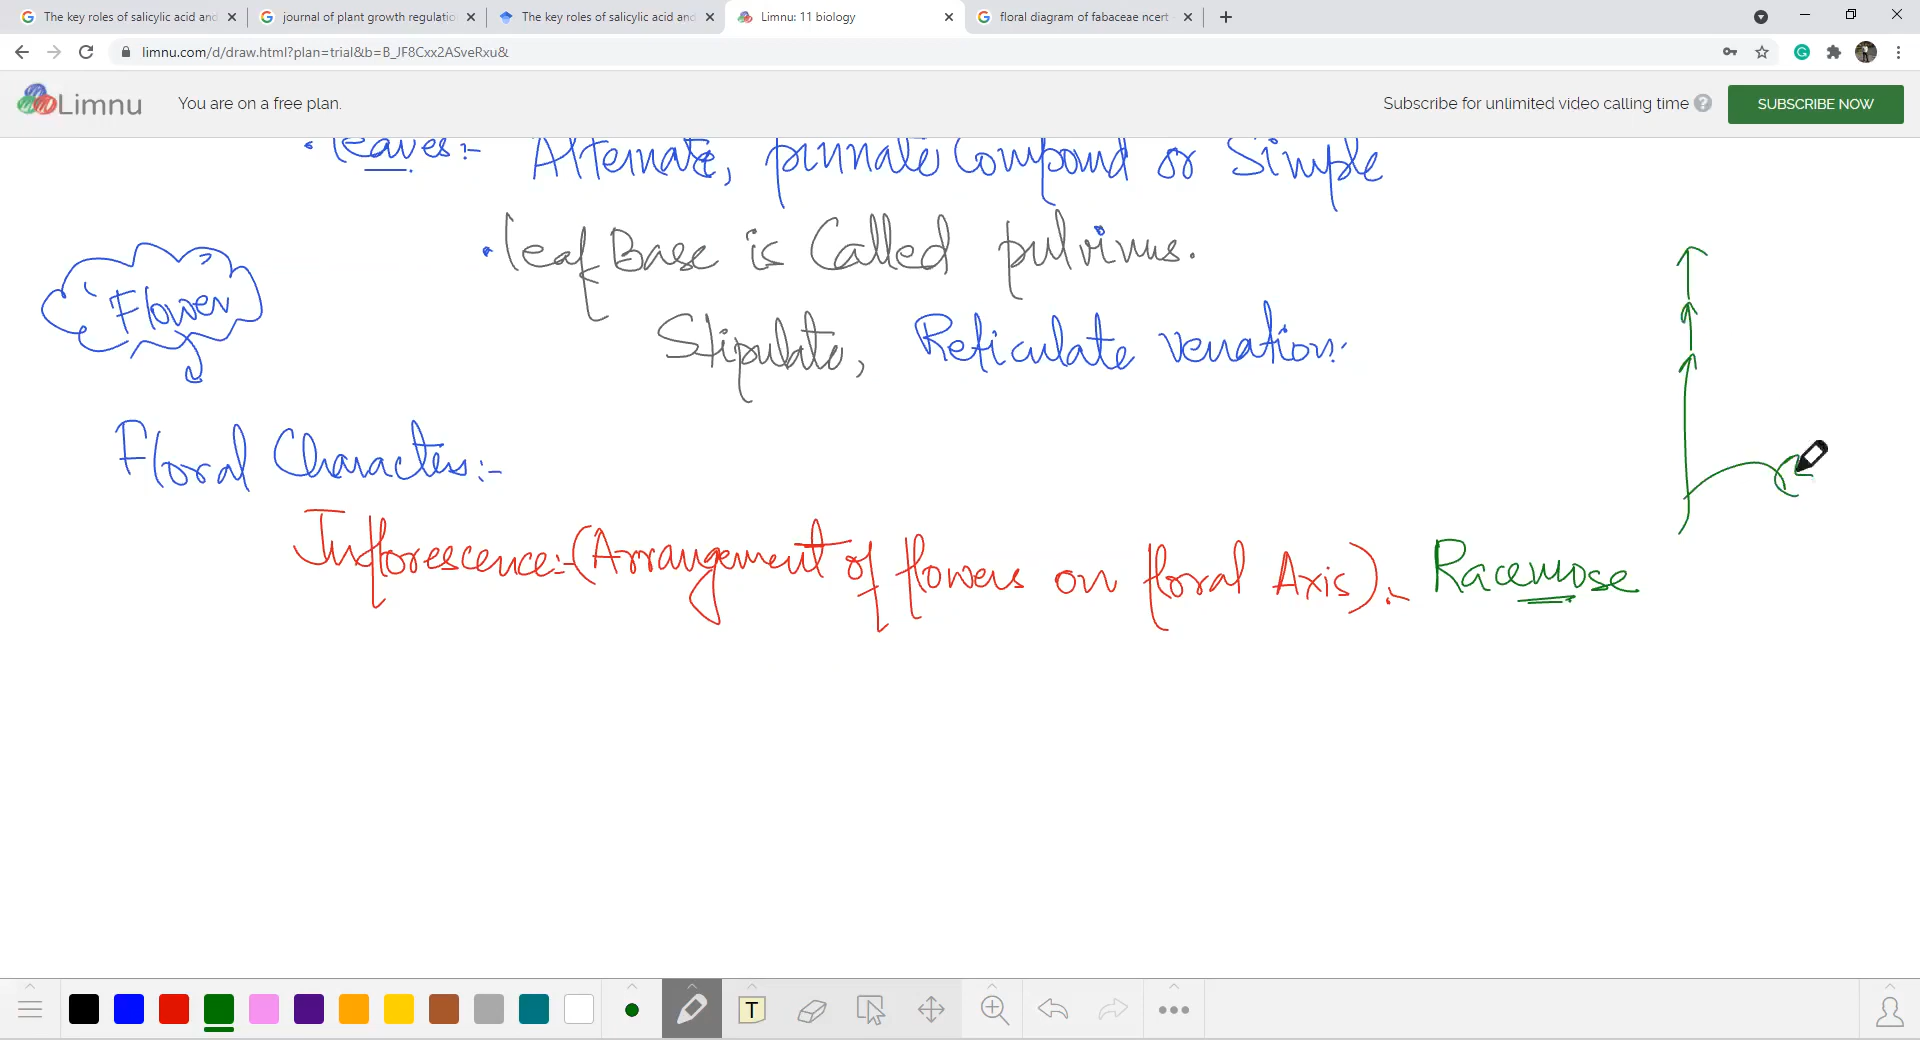 The key roles of salicylic acid and
journal of plant growth regulatio
The key roles of salicylic acid and
Limnu: 11 biology
floral diagram of fabaceae ncert
limnu.com/d/draw.html?plan=trial&b=B_JF8Cxx2ASveRxu&
Limnu
You are on a free plan.
Subscribe for unlimited video calling time ?
SUBSCRIBE NOW
• leaves:- Alternate, pinnate Compound or Simple
• leaf Base is Called pulvinus.
Flower
Stipulate, Reticulate venation:
Floral Characters:-
Inflorescence:-(Arrangement of flowers on floral Axis):- Racemose
T